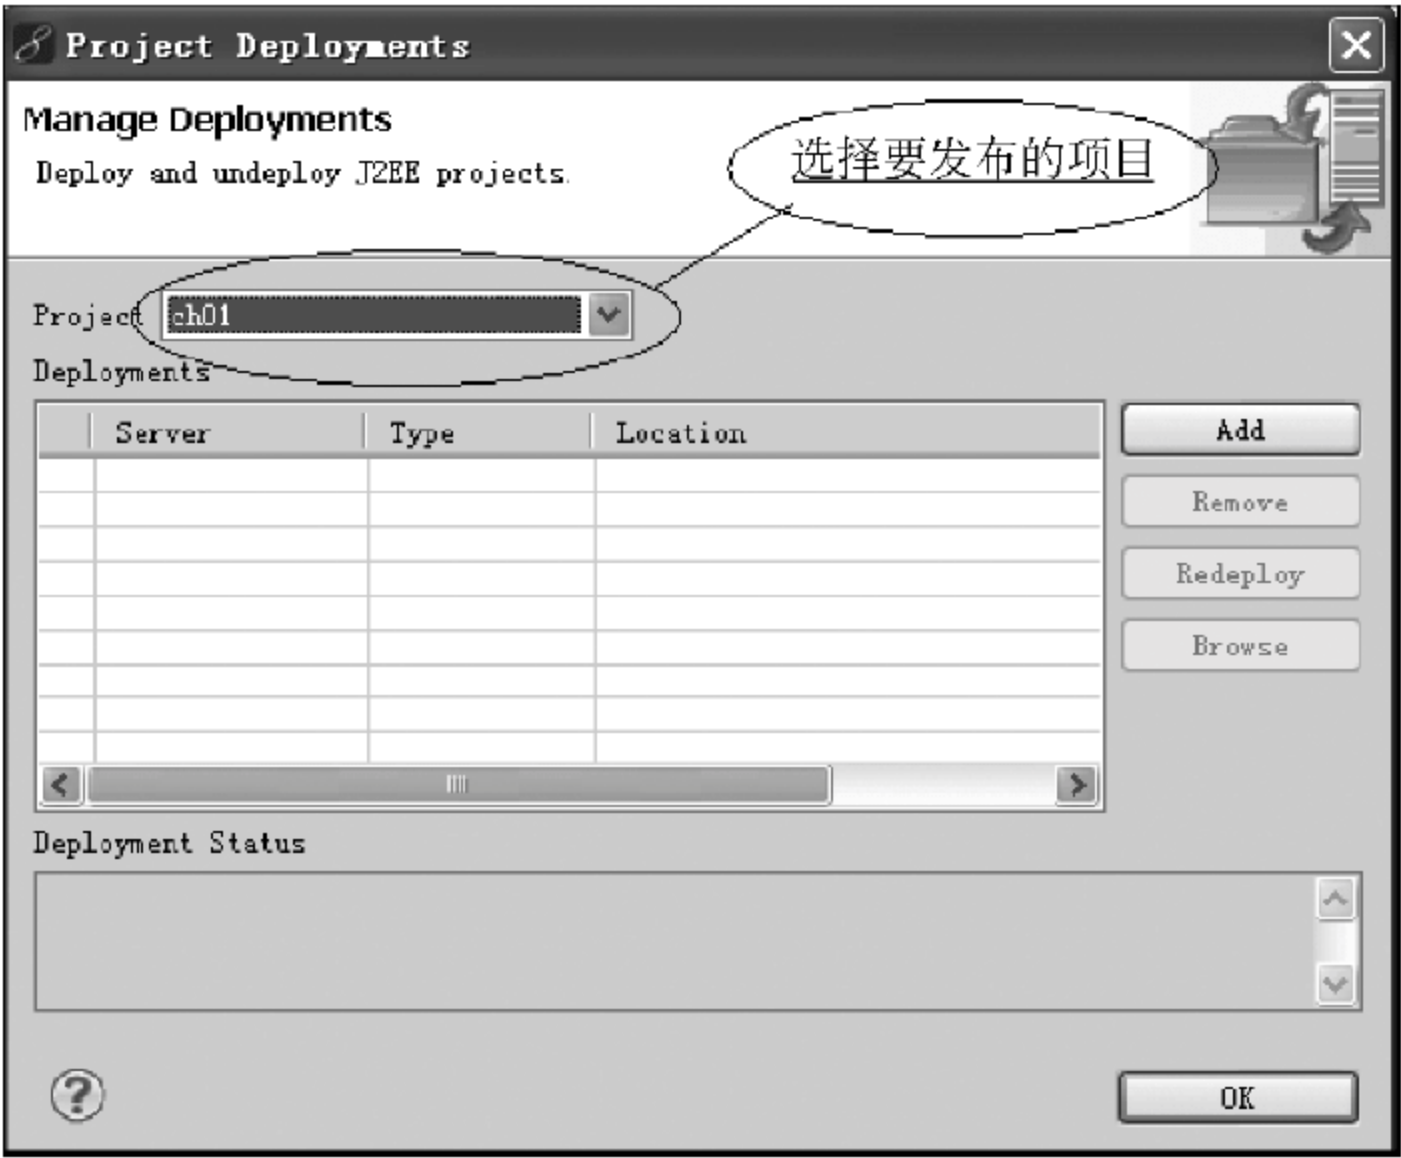 Project Deployments
Manage Deployments
Deploy and undeploy J2EE projects.
选择要发布的项目
Project ch01
Deployments
Server Type Location
Add
Remove
Redeploy
Browse
Deployment Status
OK